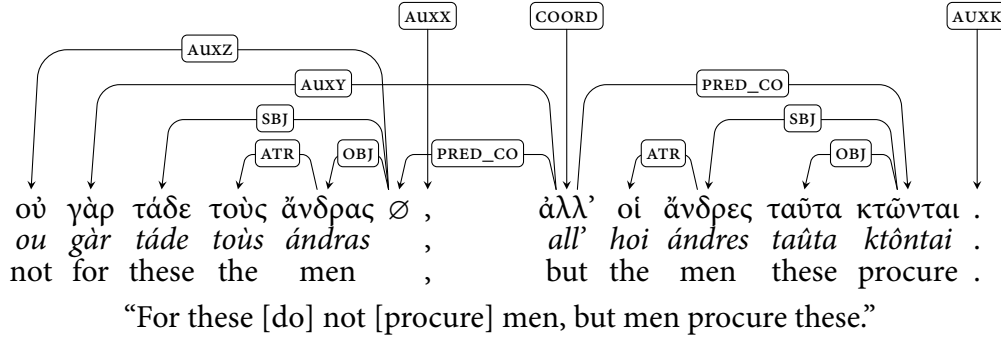 AUXX COORD AUXK
AUXZ
AUXY PRED_CO
SBJ SBJ
ATR OBJ PRED_CO ATR OBJ
οὐ γὰρ τάδε τοὺς ἄνδρας ∅ , ἀλλ’ οἱ ἄνδρες ταῦτα κτῶνται .
ou gàr táde toùs ándras , all’ hoi ándres taûta ktôntai .
not for these the men , but the men these procure .
“For these [do] not [procure] men, but men procure these.”